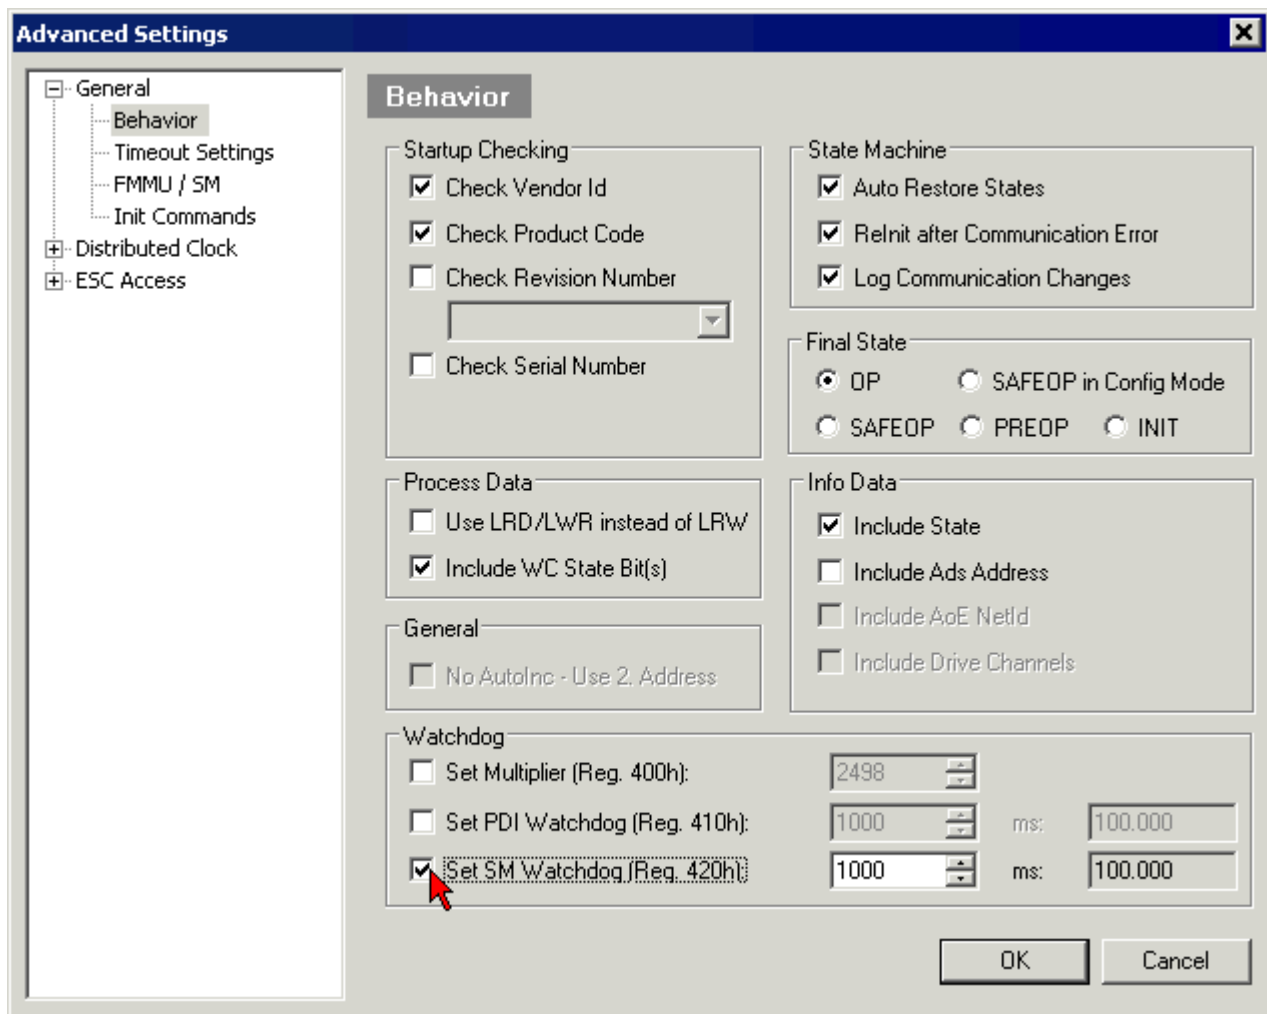 Advanced Settings
General
Behavior
Timeout Settings
FMMU / SM
Init Commands
Distributed Clock
ESC Access
Behavior
Startup Checking
Check Vendor Id
Check Product Code
Check Revision Number
Check Serial Number
State Machine
Auto Restore States
ReInit after Communication Error
Log Communication Changes
Final State
OP SAFEOP in Config Mode
SAFEOP PREOP INIT
Process Data
Use LRD/LWR instead of LRW
Include WC State Bit(s)
General
No AutoInc - Use 2. Address
Info Data
Include State
Include Ads Address
Include AoE NetId
Include Drive Channels
Watchdog
Set Multiplier (Reg. 400h): 2498
Set PDI Watchdog (Reg. 410h): 1000 ms: 100.000
Set SM Watchdog (Reg. 420h): 1000 ms: 100.000
OK Cancel